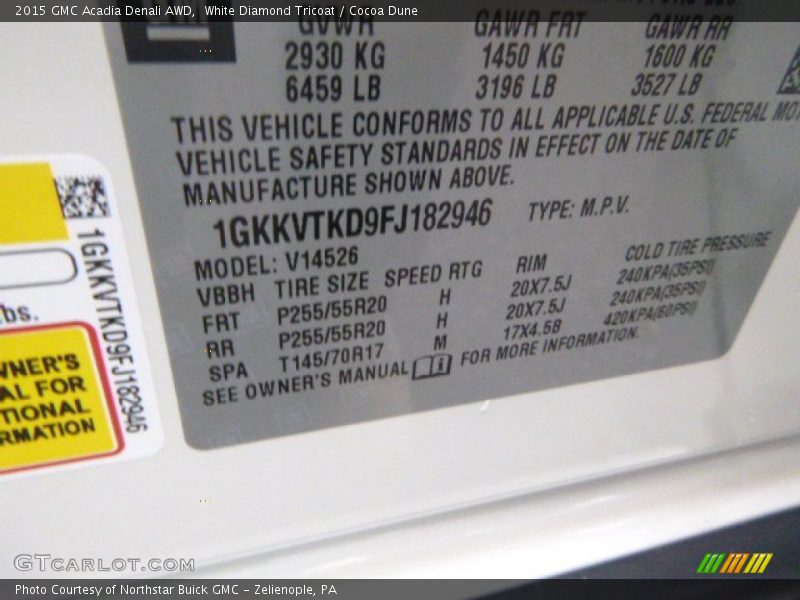 2015 GMC Acadia Denali AWD, White Diamond Tricoat / Cocoa Dune
GVWR GAWR FRT GAWR RR
2930 KG 1450 KG 1600 KG
6459 LB 3196 LB 3527 LB
THIS VEHICLE CONFORMS TO ALL APPLICABLE U.S. FEDERAL MOT
VEHICLE SAFETY STANDARDS IN EFFECT ON THE DATE OF
MANUFACTURE SHOWN ABOVE.
1GKKVTKD9FJ182946 TYPE: M.P.V.
MODEL: V14526
VBBH TIRE SIZE SPEED RTG RIM COLD TIRE PRESSURE
FRT P255/55R20 H 20X7.5J 240KPA(35PSI)
RR P255/55R20 H 20X7.5J 240KPA(35PSI)
SPA T145/70R17 M 17X4.5B 420KPA(60PSI)
SEE OWNER'S MANUAL FOR MORE INFORMATION.
1GKKVTKD9FJ182946
bs.
WNER'S
AL FOR
TIONAL
RMATION
GTCARLOT.COM
Photo Courtesy of Northstar Buick GMC - Zelienople, PA